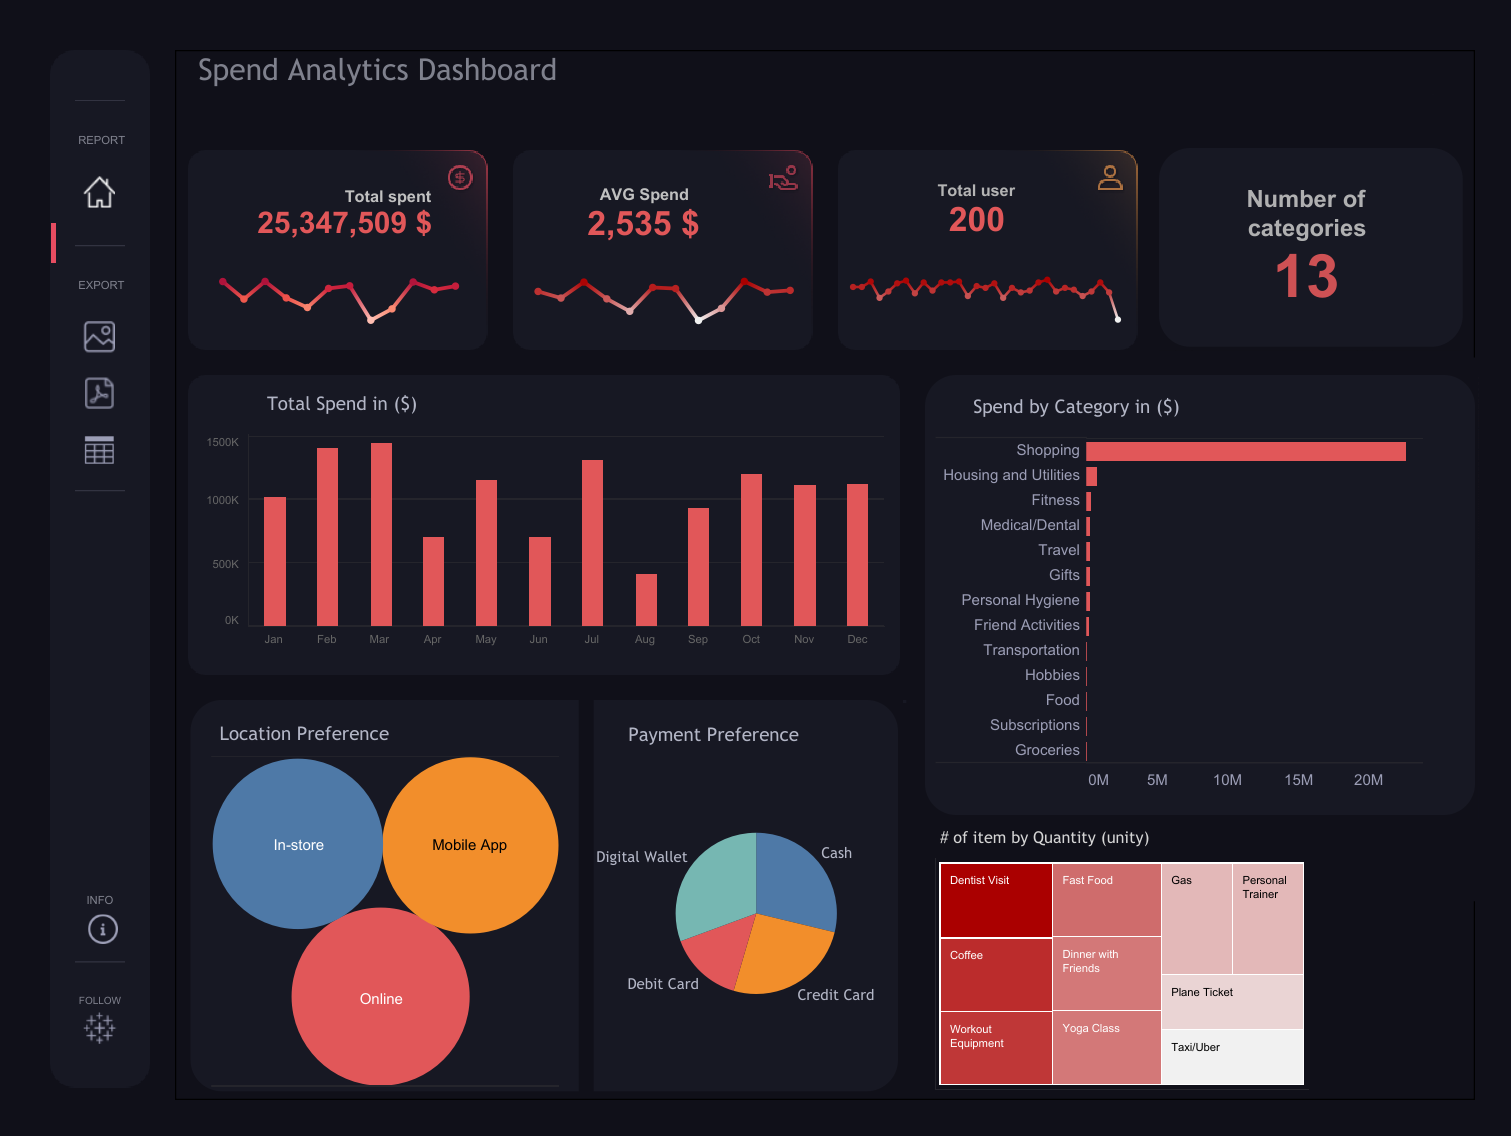 Spend Analytics Dashboard
REPORT
EXPORT
INFO
FOLLOW
Total spent
25,347,509 $
AVG Spend
2,535 $
Total user
200
Number of
categories
13
Total Spend in ($)
1500K
1000K
500K
0K
Jan Feb Mar Apr May Jun Jul Aug Sep Oct Nov Dec
Spend by Category in ($)
Shopping
Housing and Utilities
Fitness
Medical/Dental
Travel
Gifts
Personal Hygiene
Friend Activities
Transportation
Hobbies
Food
Subscriptions
Groceries
0M 5M 10M 15M 20M
Location Preference
In-store
Mobile App
Online
Payment Preference
Digital Wallet
Cash
Debit Card
Credit Card
# of item by Quantity (unity)
Dentist Visit
Coffee
Workout
Equipment
Fast Food
Dinner with
Friends
Yoga Class
Gas
Personal
Trainer
Plane Ticket
Taxi/Uber